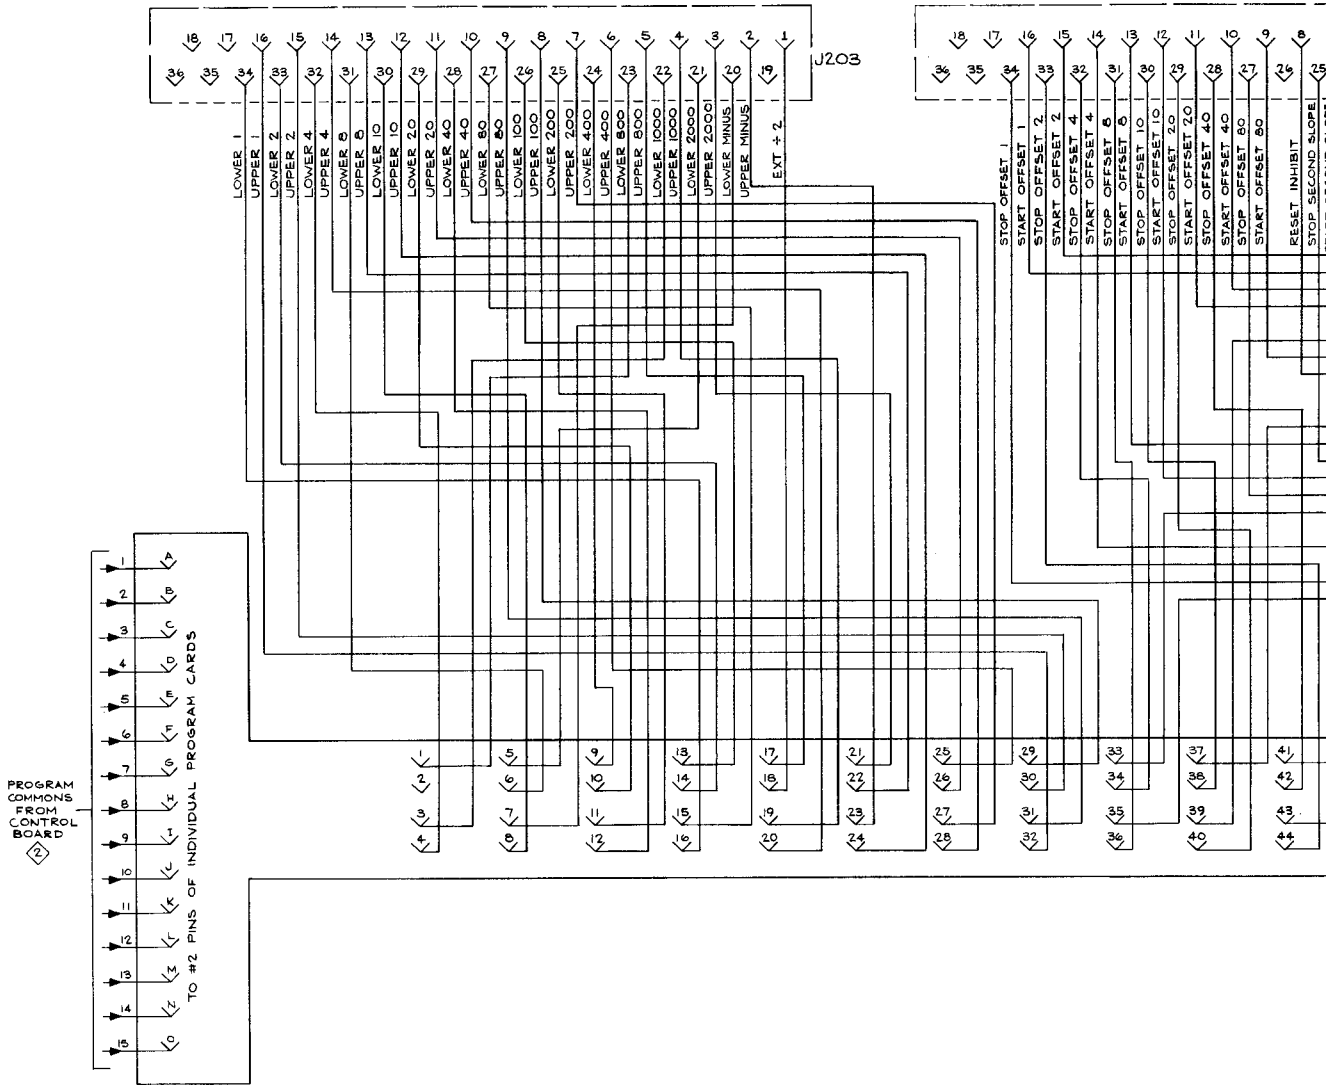 18 17 16 15 14 13 12 11 10 9 8 7 6 5 4 3 2 1
36 35 34 33 32 31 30 29 28 27 26 25 24 23 22 21 20 19
J203
LOWER 1
UPPER 1
LOWER 2
UPPER 2
LOWER 4
UPPER 4
LOWER 8
UPPER 8
LOWER 10
UPPER 10
LOWER 20
UPPER 20
LOWER 40
UPPER 40
LOWER 80
UPPER 80
LOWER 100
UPPER 100
LOWER 200
UPPER 200
LOWER 400
UPPER 400
LOWER 800
UPPER 800
LOWER 1000
UPPER 1000
LOWER 2000
UPPER 2000
LOWER MINUS
UPPER MINUS
EXT ÷ 2
18 17 16 15 14 13 12 11 10 9 8
36 35 34 33 32 31 30 29 28 27 26 25
STOP OFFSET 1
START OFFSET 1
STOP OFFSET 2
START OFFSET 2
STOP OFFSET 4
START OFFSET 4
STOP OFFSET 8
START OFFSET 8
STOP OFFSET 10
START OFFSET 10
STOP OFFSET 20
START OFFSET 20
STOP OFFSET 40
START OFFSET 40
STOP OFFSET 80
START OFFSET 80
RESET INHIBIT
STOP SECOND SLOPE
PROGRAM
COMMONS
FROM
CONTROL
BOARD
2
1 A
2 B
3 C
4 D
5 E
6 F
7 G
8 H
9 I
10 J
11 K
12 L
13 M
14 N
15 O
TO #2 PINS OF INDIVIDUAL PROGRAM CARDS
1 5 9 13 17 21 25 29 33 37 41
2 6 10 14 18 22 26 30 34 38 42
3 7 11 15 19 23 27 31 35 39 43
4 8 12 16 20 24 28 32 36 40 44